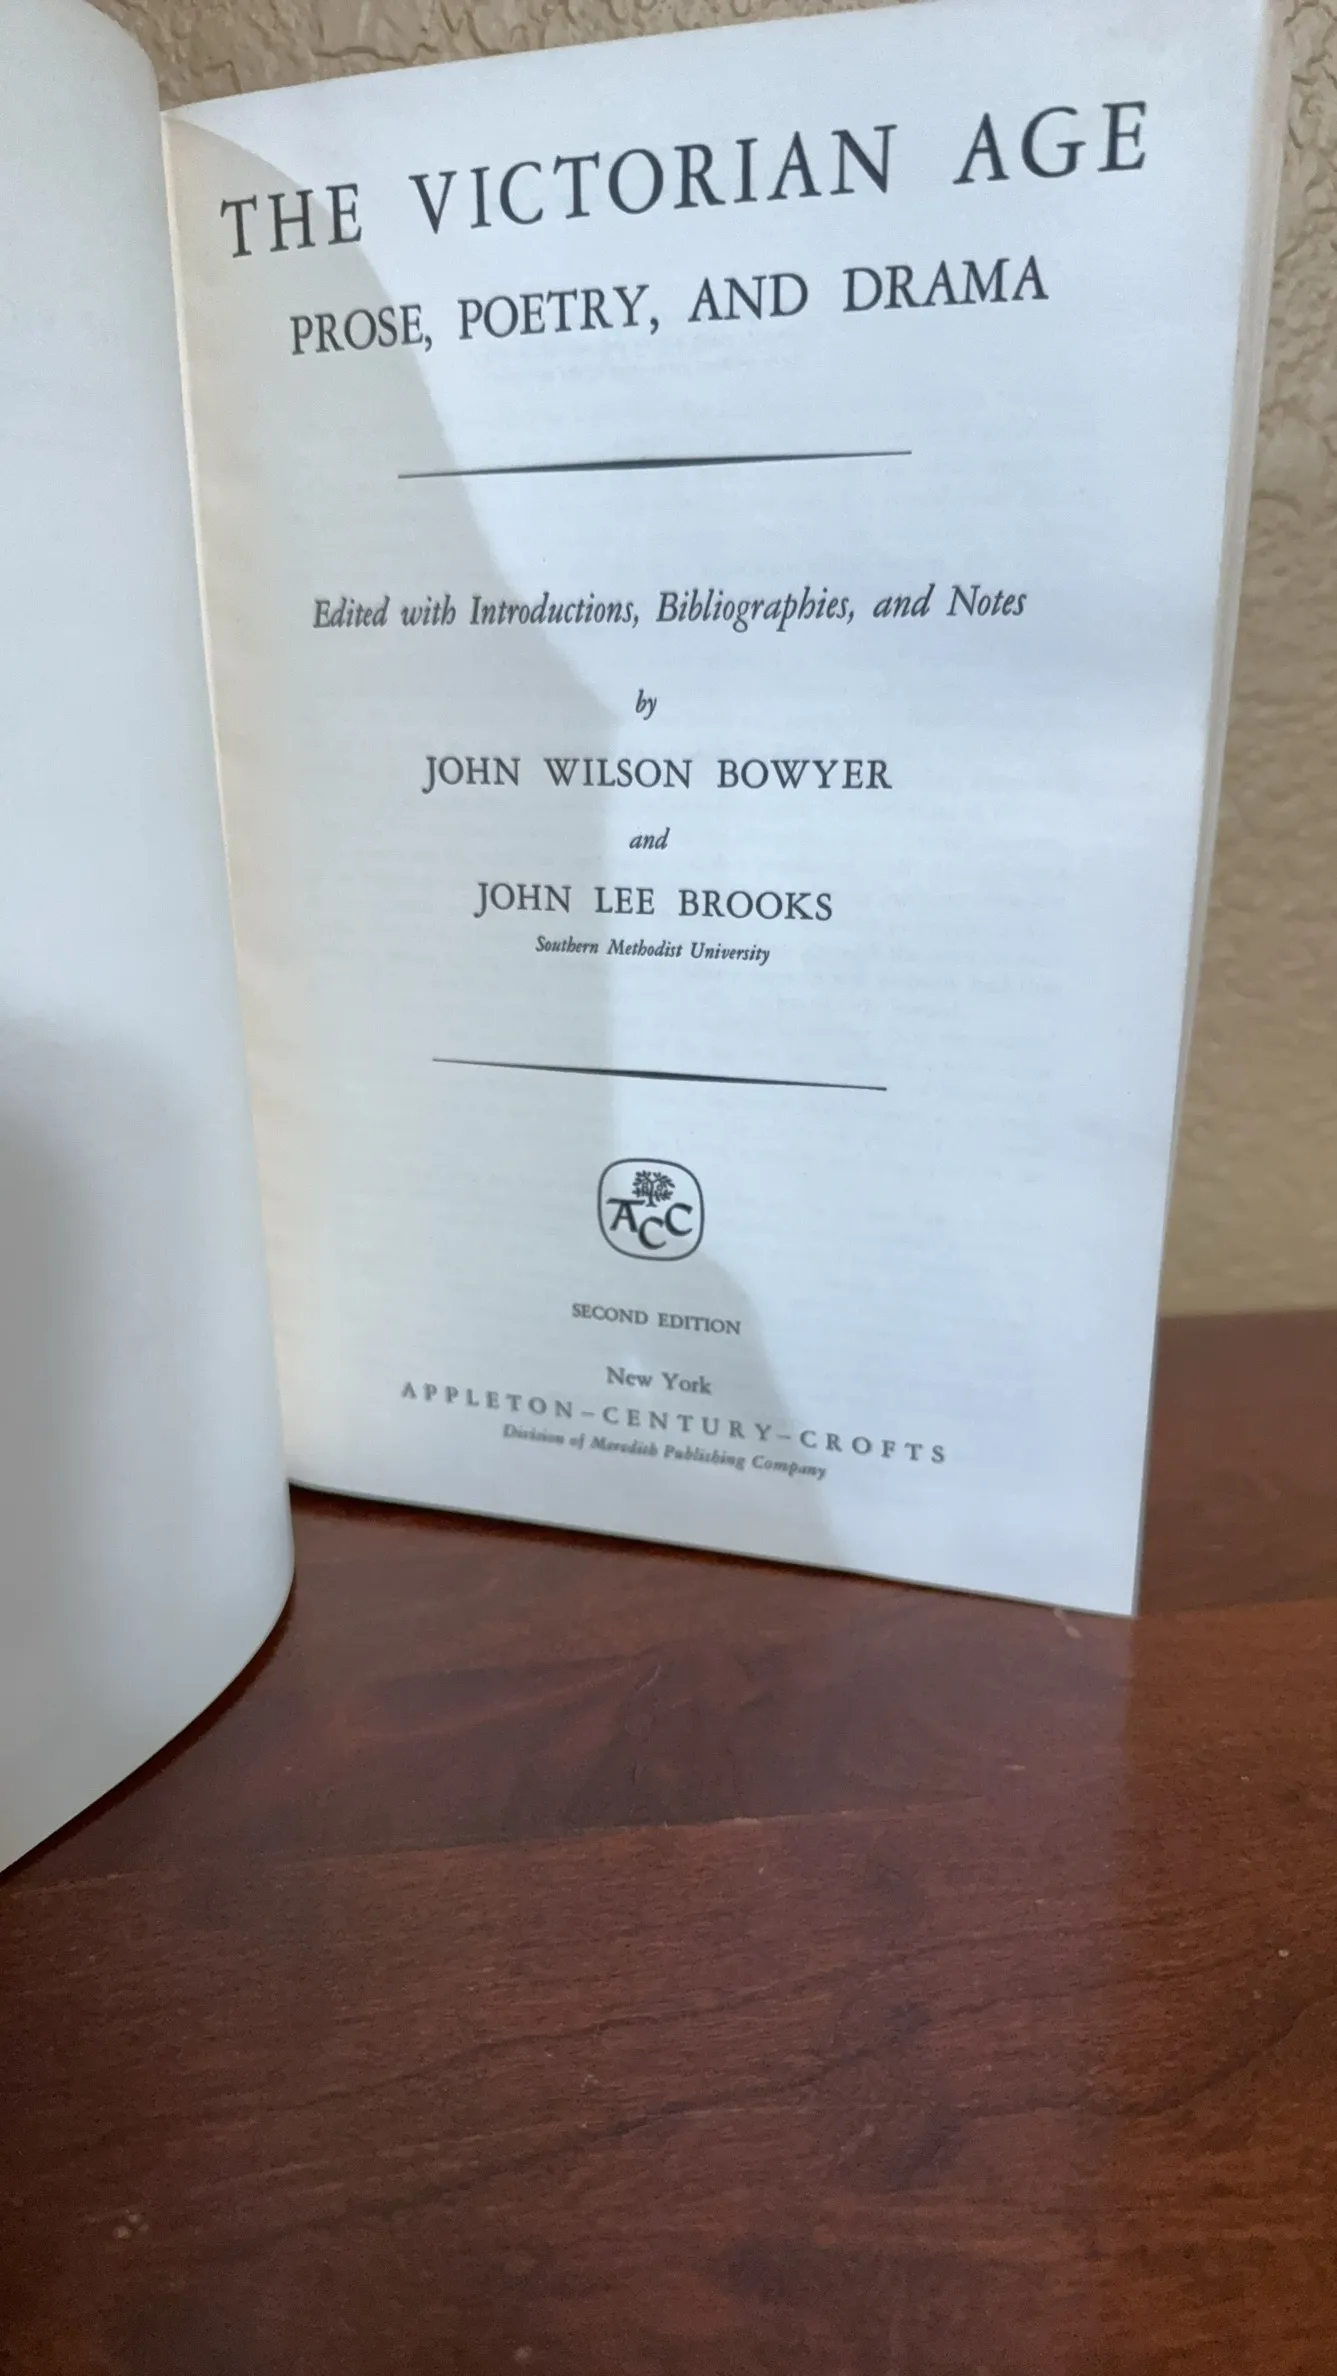 THE VICTORIAN AGE
PROSE, POETRY, AND DRAMA
Edited with Introductions, Bibliographies, and Notes
by
JOHN WILSON BOWYER
and
JOHN LEE BROOKS
Southern Methodist University
ACC
SECOND EDITION
New York
APPLETON–CENTURY–CROFTS
Division of Meredith Publishing Company